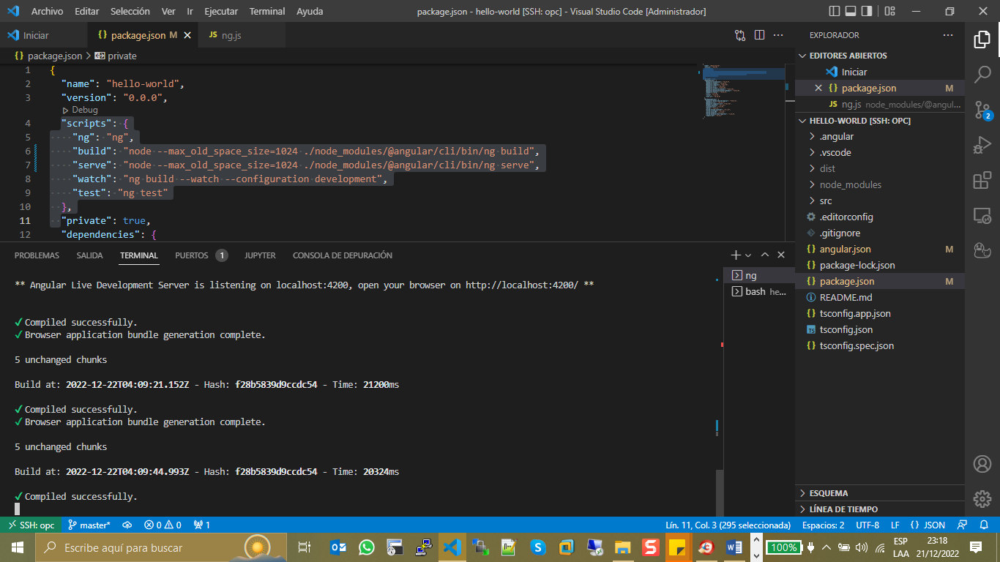 Archivo Editar Selección Ver Ir Ejecutar Terminal Ayuda package.json - hello-world [SSH: opc] - Visual Studio Code [Administrador]
Iniciar {} package.json M JS ng.js
{} package.json > private
1 {
2 "name": "hello-world",
3 "version": "0.0.0",
Debug
4 "scripts": {
5 "ng": "ng",
6 "build": "node --max_old_space_size=1024 ./node_modules/@angular/cli/bin/ng build",
7 "serve": "node --max_old_space_size=1024 ./node_modules/@angular/cli/bin/ng serve",
8 "watch": "ng build --watch --configuration development",
9 "test": "ng test"
10 },
11 "private": true,
12 "dependencies": {
PROBLEMAS SALIDA TERMINAL PUERTOS 1 JUPYTER CONSOLA DE DEPURACIÓN
** Angular Live Development Server is listening on localhost:4200, open your browser on http://localhost:4200/ **
✓ Compiled successfully.
✓ Browser application bundle generation complete.
5 unchanged chunks
Build at: 2022-12-22T04:09:21.152Z - Hash: f28b5839d9ccdc54 - Time: 21200ms
✓ Compiled successfully.
✓ Browser application bundle generation complete.
5 unchanged chunks
Build at: 2022-12-22T04:09:44.993Z - Hash: f28b5839d9ccdc54 - Time: 20324ms
✓ Compiled successfully.
ng
bash he...
EXPLORADOR
EDITORES ABIERTOS
Iniciar
{} package.json M
JS ng.js node_modules/@angul...
HELLO-WORLD [SSH: OPC]
.angular
.vscode
dist
node_modules
src
.editorconfig
.gitignore
{} angular.json M
{} package-lock.json
{} package.json M
README.md
{} tsconfig.app.json
TS tsconfig.json
{} tsconfig.spec.json
ESQUEMA
LÍNEA DE TIEMPO
2
SSH: opc master* 0 0 1 Lín. 11, Col. 3 (295 seleccionada) Espacios: 2 UTF-8 LF {} JSON
Escribe aquí para buscar 100% ESP 23:18
LAA 21/12/2022